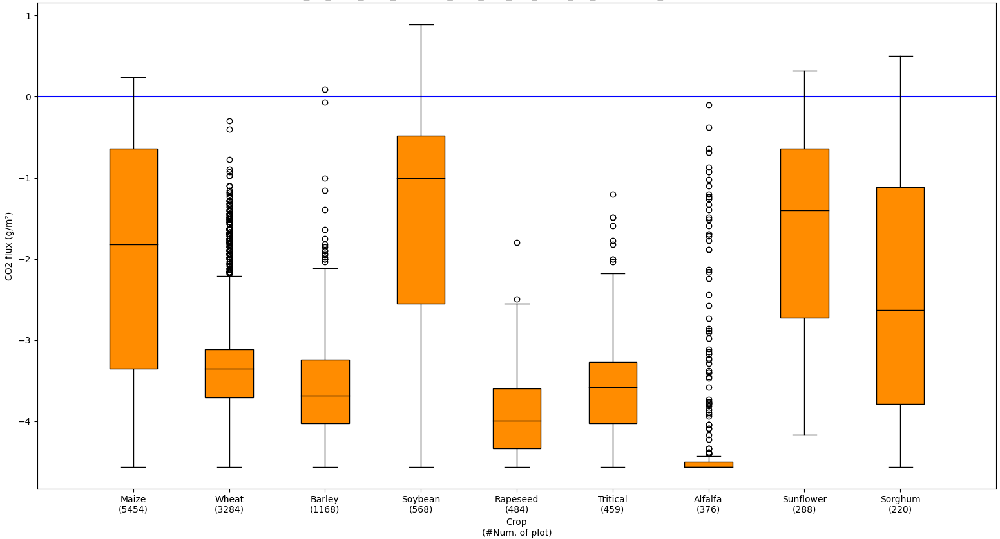 1
0
−1
−2
−3
−4
CO2 flux (g/m²)
Maize Wheat Barley Soybean Rapeseed Tritical Alfalfa Sunflower Sorghum
(5454) (3284) (1168) (568) (484) (459) (376) (288) (220)
Crop
(#Num. of plot)